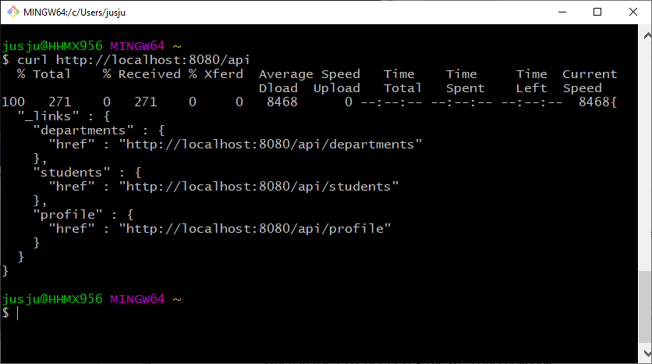 MINGW64:/c/Users/jusju
jusju@HHMX956 MINGW64 ~
$ curl http://localhost:8080/api
  % Total    % Received % Xferd  Average Speed   Time    Time     Time  Current
                                 Dload  Upload   Total   Spent    Left  Speed
100   271    0   271    0     0   8468      0 --:--:-- --:--:-- --:--:--  8468{
  "_links" : {
    "departments" : {
      "href" : "http://localhost:8080/api/departments"
    },
    "students" : {
      "href" : "http://localhost:8080/api/students"
    },
    "profile" : {
      "href" : "http://localhost:8080/api/profile"
    }
  }
}
jusju@HHMX956 MINGW64 ~
$